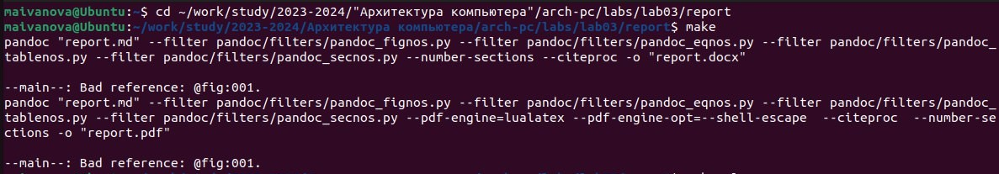 maivanova@Ubuntu:~$ cd ~/work/study/2023-2024/"Архитектура компьютера"/arch-pc/labs/lab03/report
maivanova@Ubuntu:~/work/study/2023-2024/Архитектура компьютера/arch-pc/labs/lab03/report$ make
pandoc "report.md" --filter pandoc/filters/pandoc_fignos.py --filter pandoc/filters/pandoc_eqnos.py --filter pandoc/filters/pandoc_
tablenos.py --filter pandoc/filters/pandoc_secnos.py --number-sections --citeproc -o "report.docx"
--main--: Bad reference: @fig:001.
pandoc "report.md" --filter pandoc/filters/pandoc_fignos.py --filter pandoc/filters/pandoc_eqnos.py --filter pandoc/filters/pandoc_
tablenos.py --filter pandoc/filters/pandoc_secnos.py --pdf-engine=lualatex --pdf-engine-opt=--shell-escape  --citeproc  --number-se
ctions -o "report.pdf"
--main--: Bad reference: @fig:001.